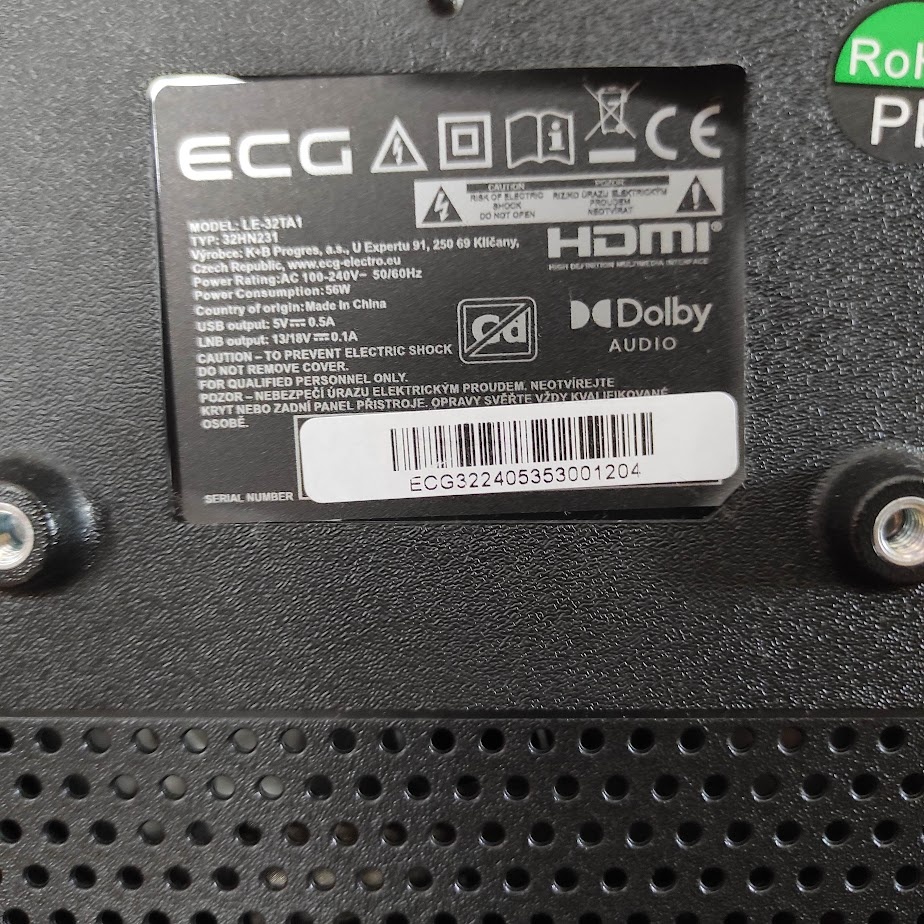 ECG
CE
CAUTION
RISK OF ELECTRIC
SHOCK
DO NOT OPEN
POZOR
RIZIKO ÚRAZU ELEKTRICKÝM
PROUDEM
NEOTVÍRAT
MODEL: LE-32TA1
TYP: 32HN231
Výrobce: K+B Progres, a.s., U Expertu 91, 250 69 Klíčany,
Czech Republic, www.ecg-electro.eu
Power Rating:AC 100-240V~ 50/60Hz
Power Consumption: 56W
Country of origin: Made In China
USB output: 5V⎓0.5A
LNB output: 13/18V⎓0.1A
HDMI®
HIGH DEFINITION MULTIMEDIA INTERFACE
Cd
Dolby
AUDIO
CAUTION – TO PREVENT ELECTRIC SHOCK
DO NOT REMOVE COVER.
FOR QUALIFIED PERSONNEL ONLY.
POZOR – NEBEZPEČÍ ÚRAZU ELEKTRICKÝM PROUDEM. NEOTVÍREJTE
KRYT NEBO ZADNÍ PANEL PŘÍSTROJE. OPRAVY SVĚŘTE VŽDY KVALIFIKOVANÉ
OSOBĚ.
SERIAL NUMBER
ECG322405353001204
RoH